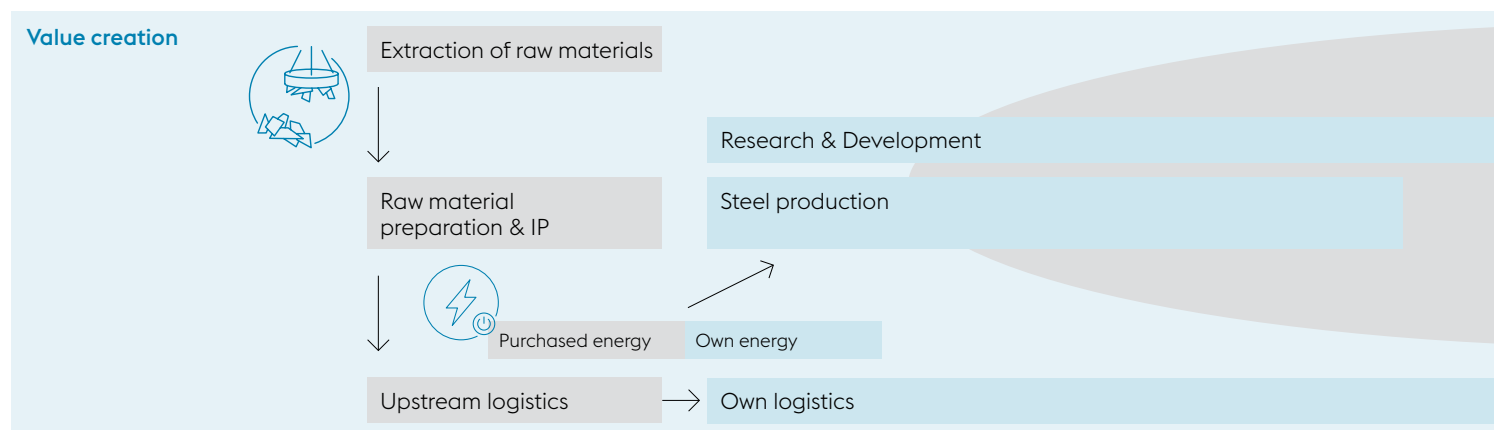 Value creation
Extraction of raw materials
Research & Development
Raw material
preparation & IP
Steel production
Purchased energy
Own energy
Upstream logistics
Own logistics